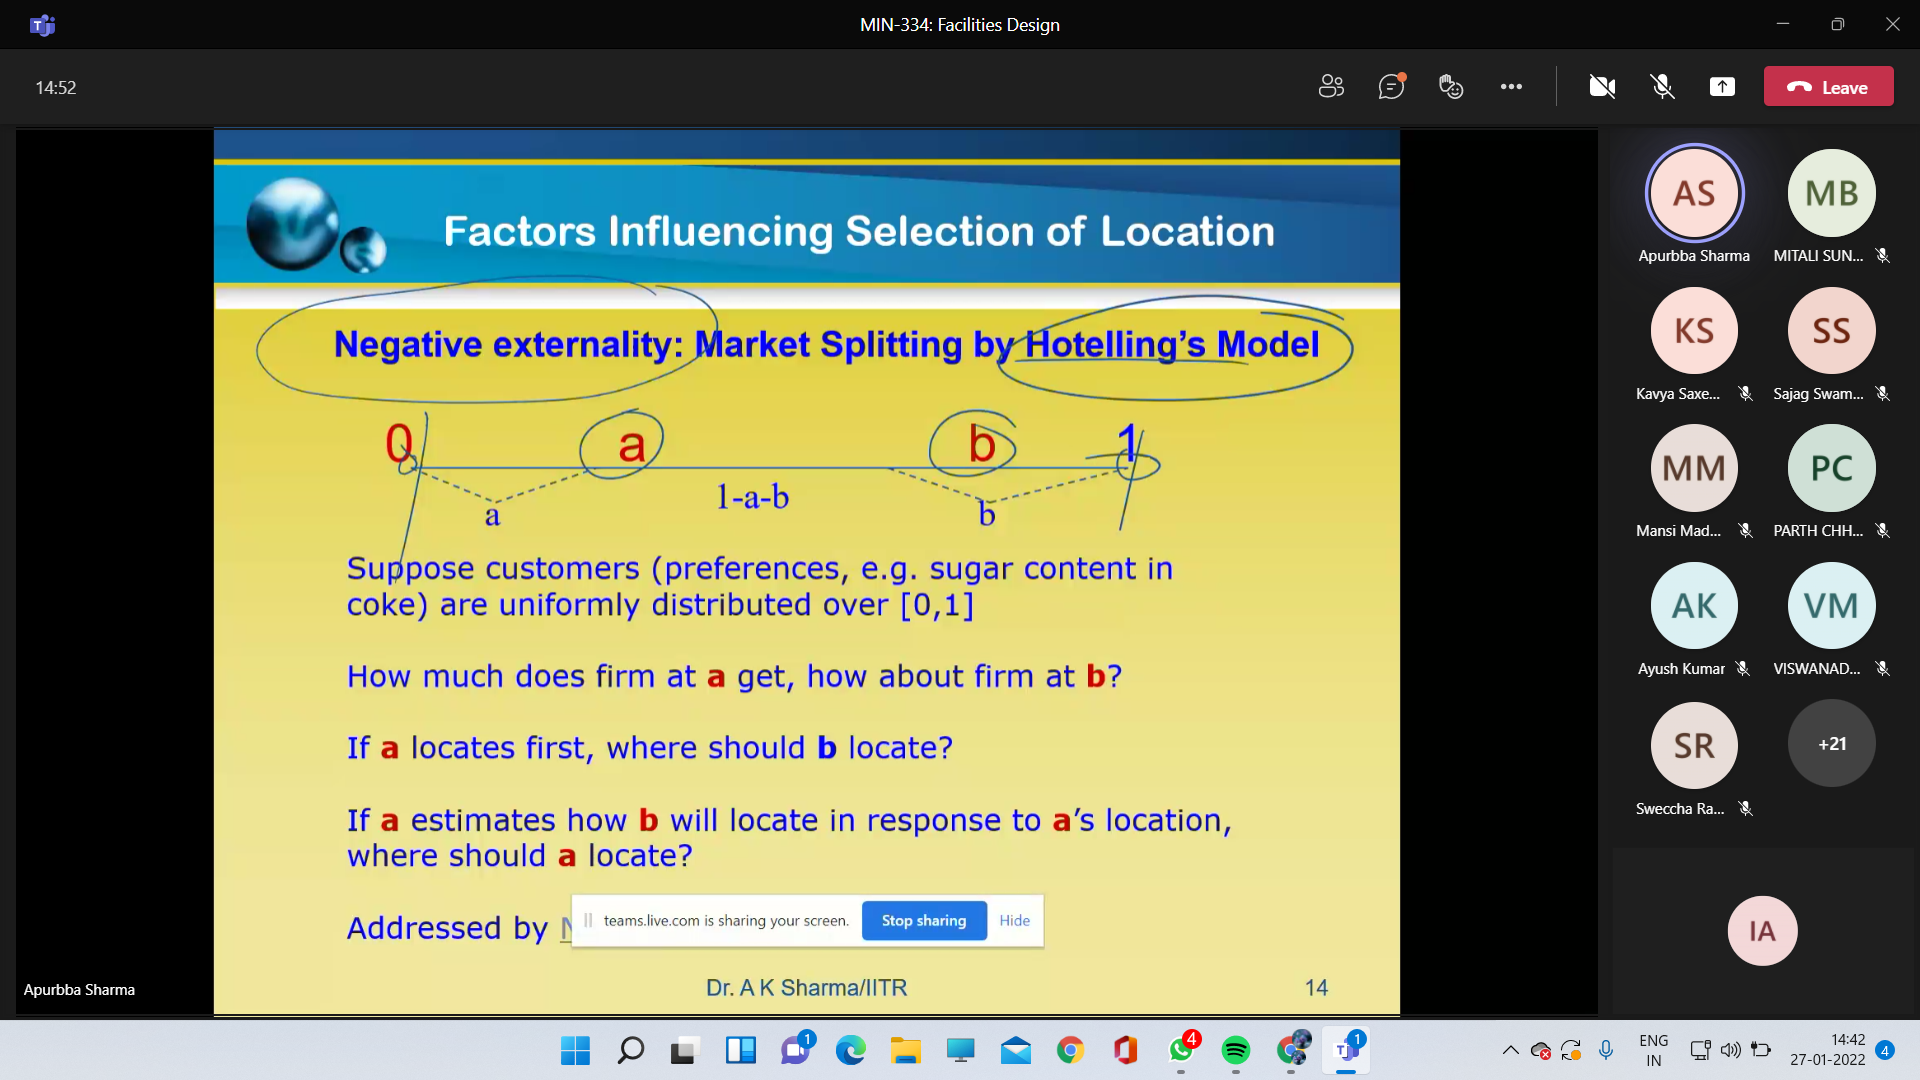 MIN-334: Facilities Design
14:52
Leave
Factors Influencing Selection of Location
Negative externality: Market Splitting by Hotelling's Model
0 a b 1
a 1-a-b b
Suppose customers (preferences, e.g. sugar content in
coke) are uniformly distributed over [0,1]
How much does firm at a get, how about firm at b?
If a locates first, where should b locate?
If a estimates how b will locate in response to a's location,
where should a locate?
Addressed by
teams.live.com is sharing your screen. Stop sharing Hide
Dr. A K Sharma/IITR 14
Apurbba Sharma
AS MB
Apurbba Sharma MITALI SUN...
KS SS
Kavya Saxe... Sajag Swam...
MM PC
Mansi Mad... PARTH CHH...
AK VM
Ayush Kumar VISWANAD...
SR +21
Sweccha Ra...
IA
1 4 1
ENG
IN
14:42
27-01-2022
4